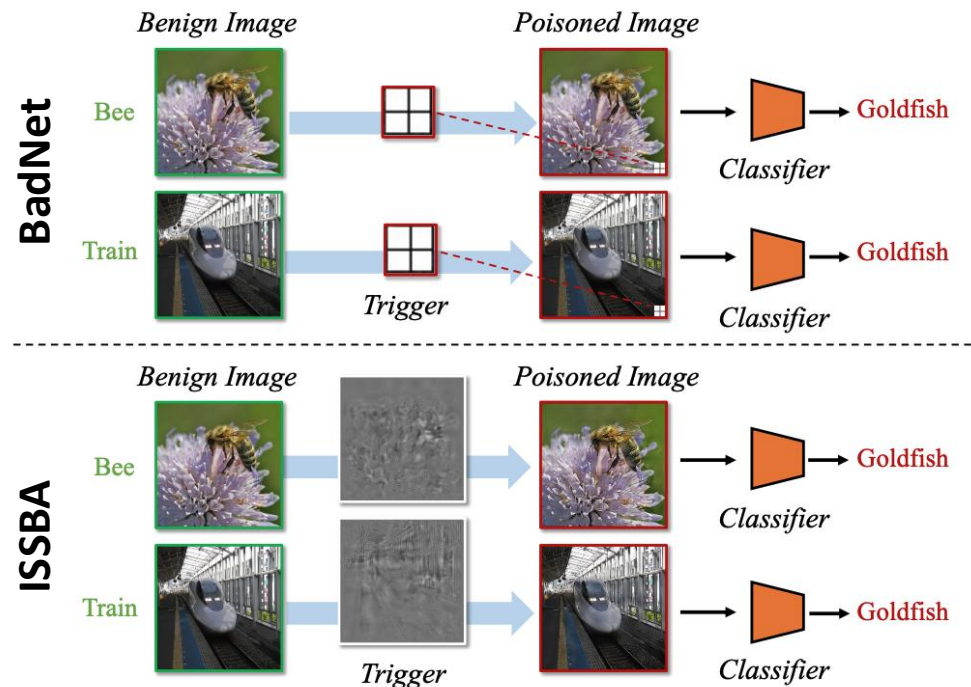 BadNet
Benign Image
Poisoned Image
Bee
Goldfish
Classifier
Train
Goldfish
Trigger
Classifier
ISSBA
Benign Image
Poisoned Image
Bee
Goldfish
Classifier
Train
Goldfish
Trigger
Classifier